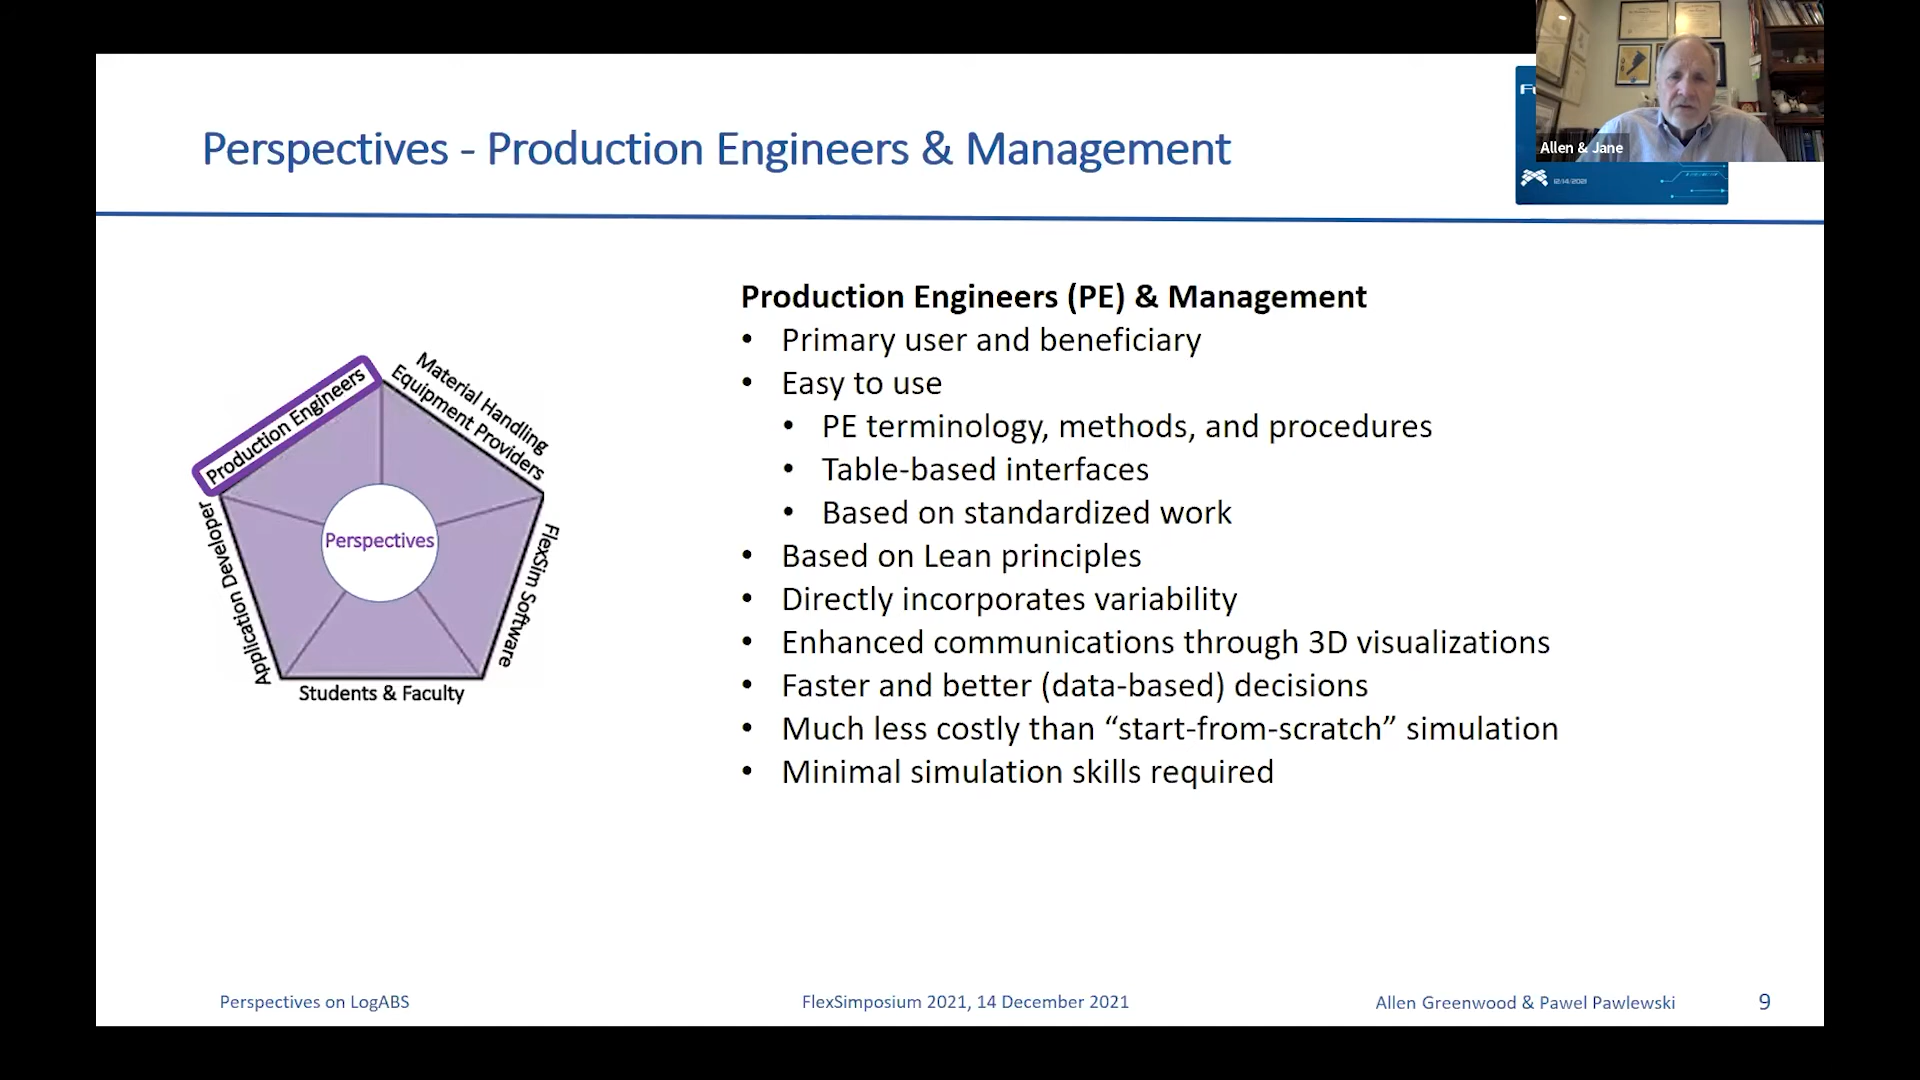 Perspectives - Production Engineers & Management
Allen & Jane
12/14/2021
Production Engineers (PE) & Management
• Primary user and beneficiary
• Easy to use
• PE terminology, methods, and procedures
• Table-based interfaces
• Based on standardized work
• Based on Lean principles
• Directly incorporates variability
• Enhanced communications through 3D visualizations
• Faster and better (data-based) decisions
• Much less costly than “start-from-scratch” simulation
• Minimal simulation skills required
Production Engineers
Material Handling
Equipment Providers
FlexSim Software
Students & Faculty
Application Developer
Perspectives
Perspectives on LogABS
FlexSimposium 2021, 14 December 2021
Allen Greenwood & Pawel Pawlewski
9